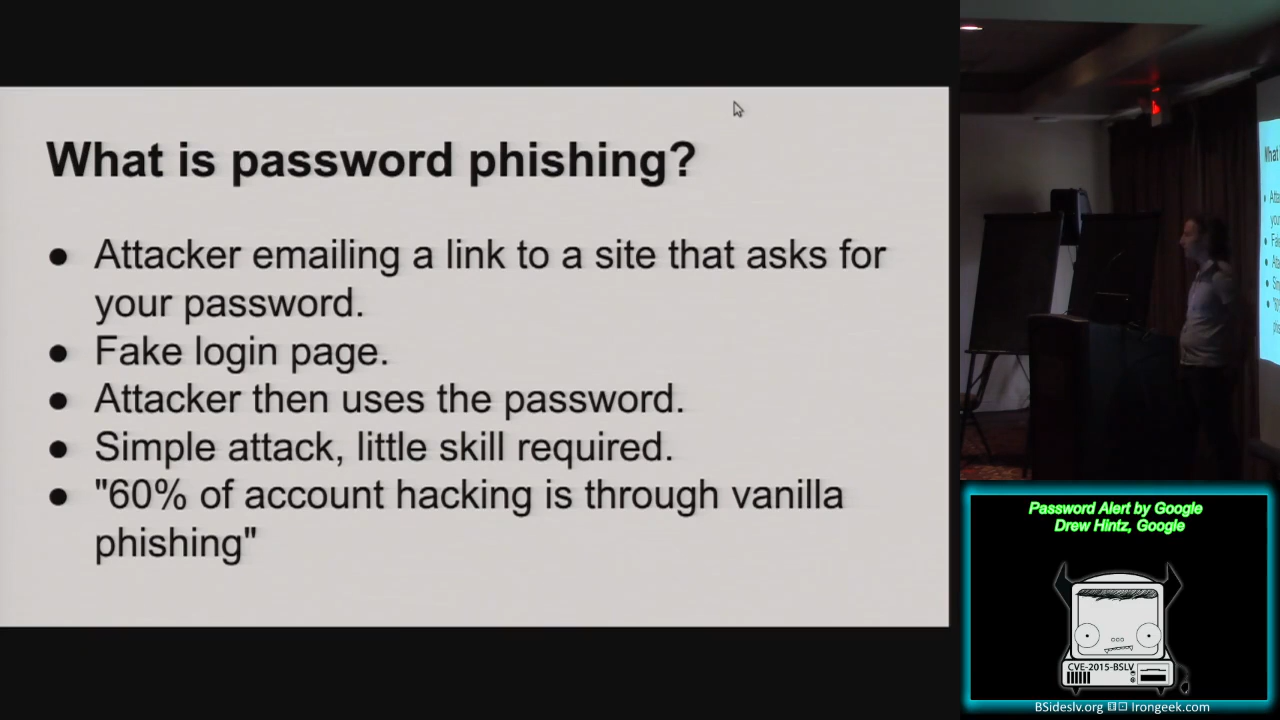 What is password phishing?
● Attacker emailing a link to a site that asks for
your password.
● Fake login page.
● Attacker then uses the password.
● Simple attack, little skill required.
● "60% of account hacking is through vanilla
phishing"
What
Password Alert by Google
Drew Hintz, Google
CVE-2015-BSLV
BSideslv.org Irongeek.com